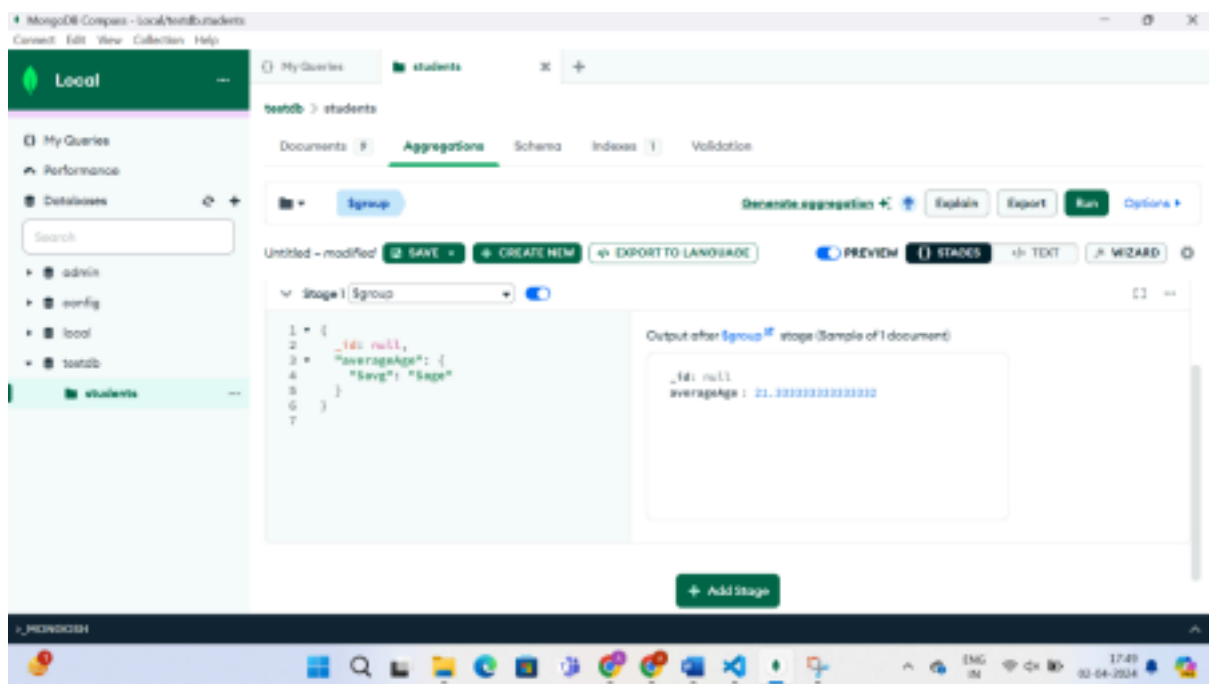 MongoDB Compass - Local/testdb.students
Connect Edit View Collection Help
Local
My Queries
students
testdb > students
My Queries
Performance
Databases
Search
admin
config
local
testdb
students
Documents
Aggregations
Schema
Indexes 1
Validation
$group
Generate aggregation
Explain
Export
Run
Options
Untitled - modified
SAVE
CREATE NEW
EXPORT TO LANGUAGE
PREVIEW
{} STAGES
</> TEXT
WIZARD
Stage 1 $group
1 {
2 _id: null,
3 "averageAge": {
4 "$avg": "$age"
5 }
6 }
7
Output after $group stage (Sample of 1 document)
_id: null
averageAge : 21.333333333333332
+ Add Stage
>_MONGOSH
ENG
IN
17:49
02-04-2024